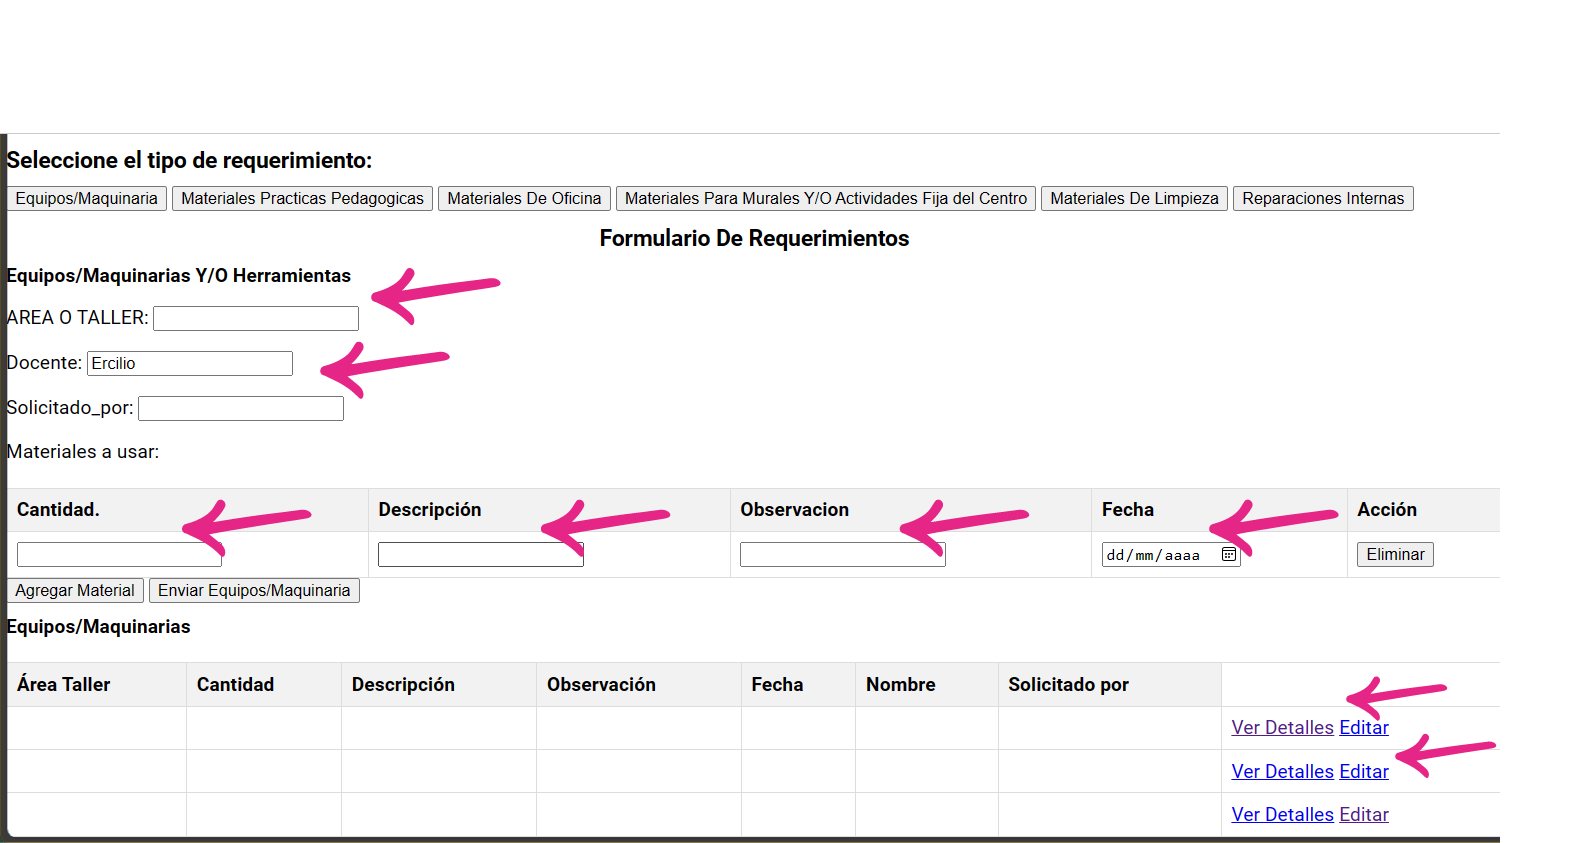 Seleccione el tipo de requerimiento:
Equipos/Maquinaria Materiales Practicas Pedagogicas Materiales De Oficina Materiales Para Murales Y/O Actividades Fija del Centro Materiales De Limpieza Reparaciones Internas
Formulario De Requerimientos
Equipos/Maquinarias Y/O Herramientas
AREA O TALLER:
Docente: Ercilio
Solicitado_por:
Materiales a usar:
Cantidad. Descripción Observacion Fecha Acción
dd/mm/aaaa Eliminar
Agregar Material Enviar Equipos/Maquinaria
Equipos/Maquinarias
Área Taller Cantidad Descripción Observación Fecha Nombre Solicitado por
Ver Detalles Editar
Ver Detalles Editar
Ver Detalles Editar